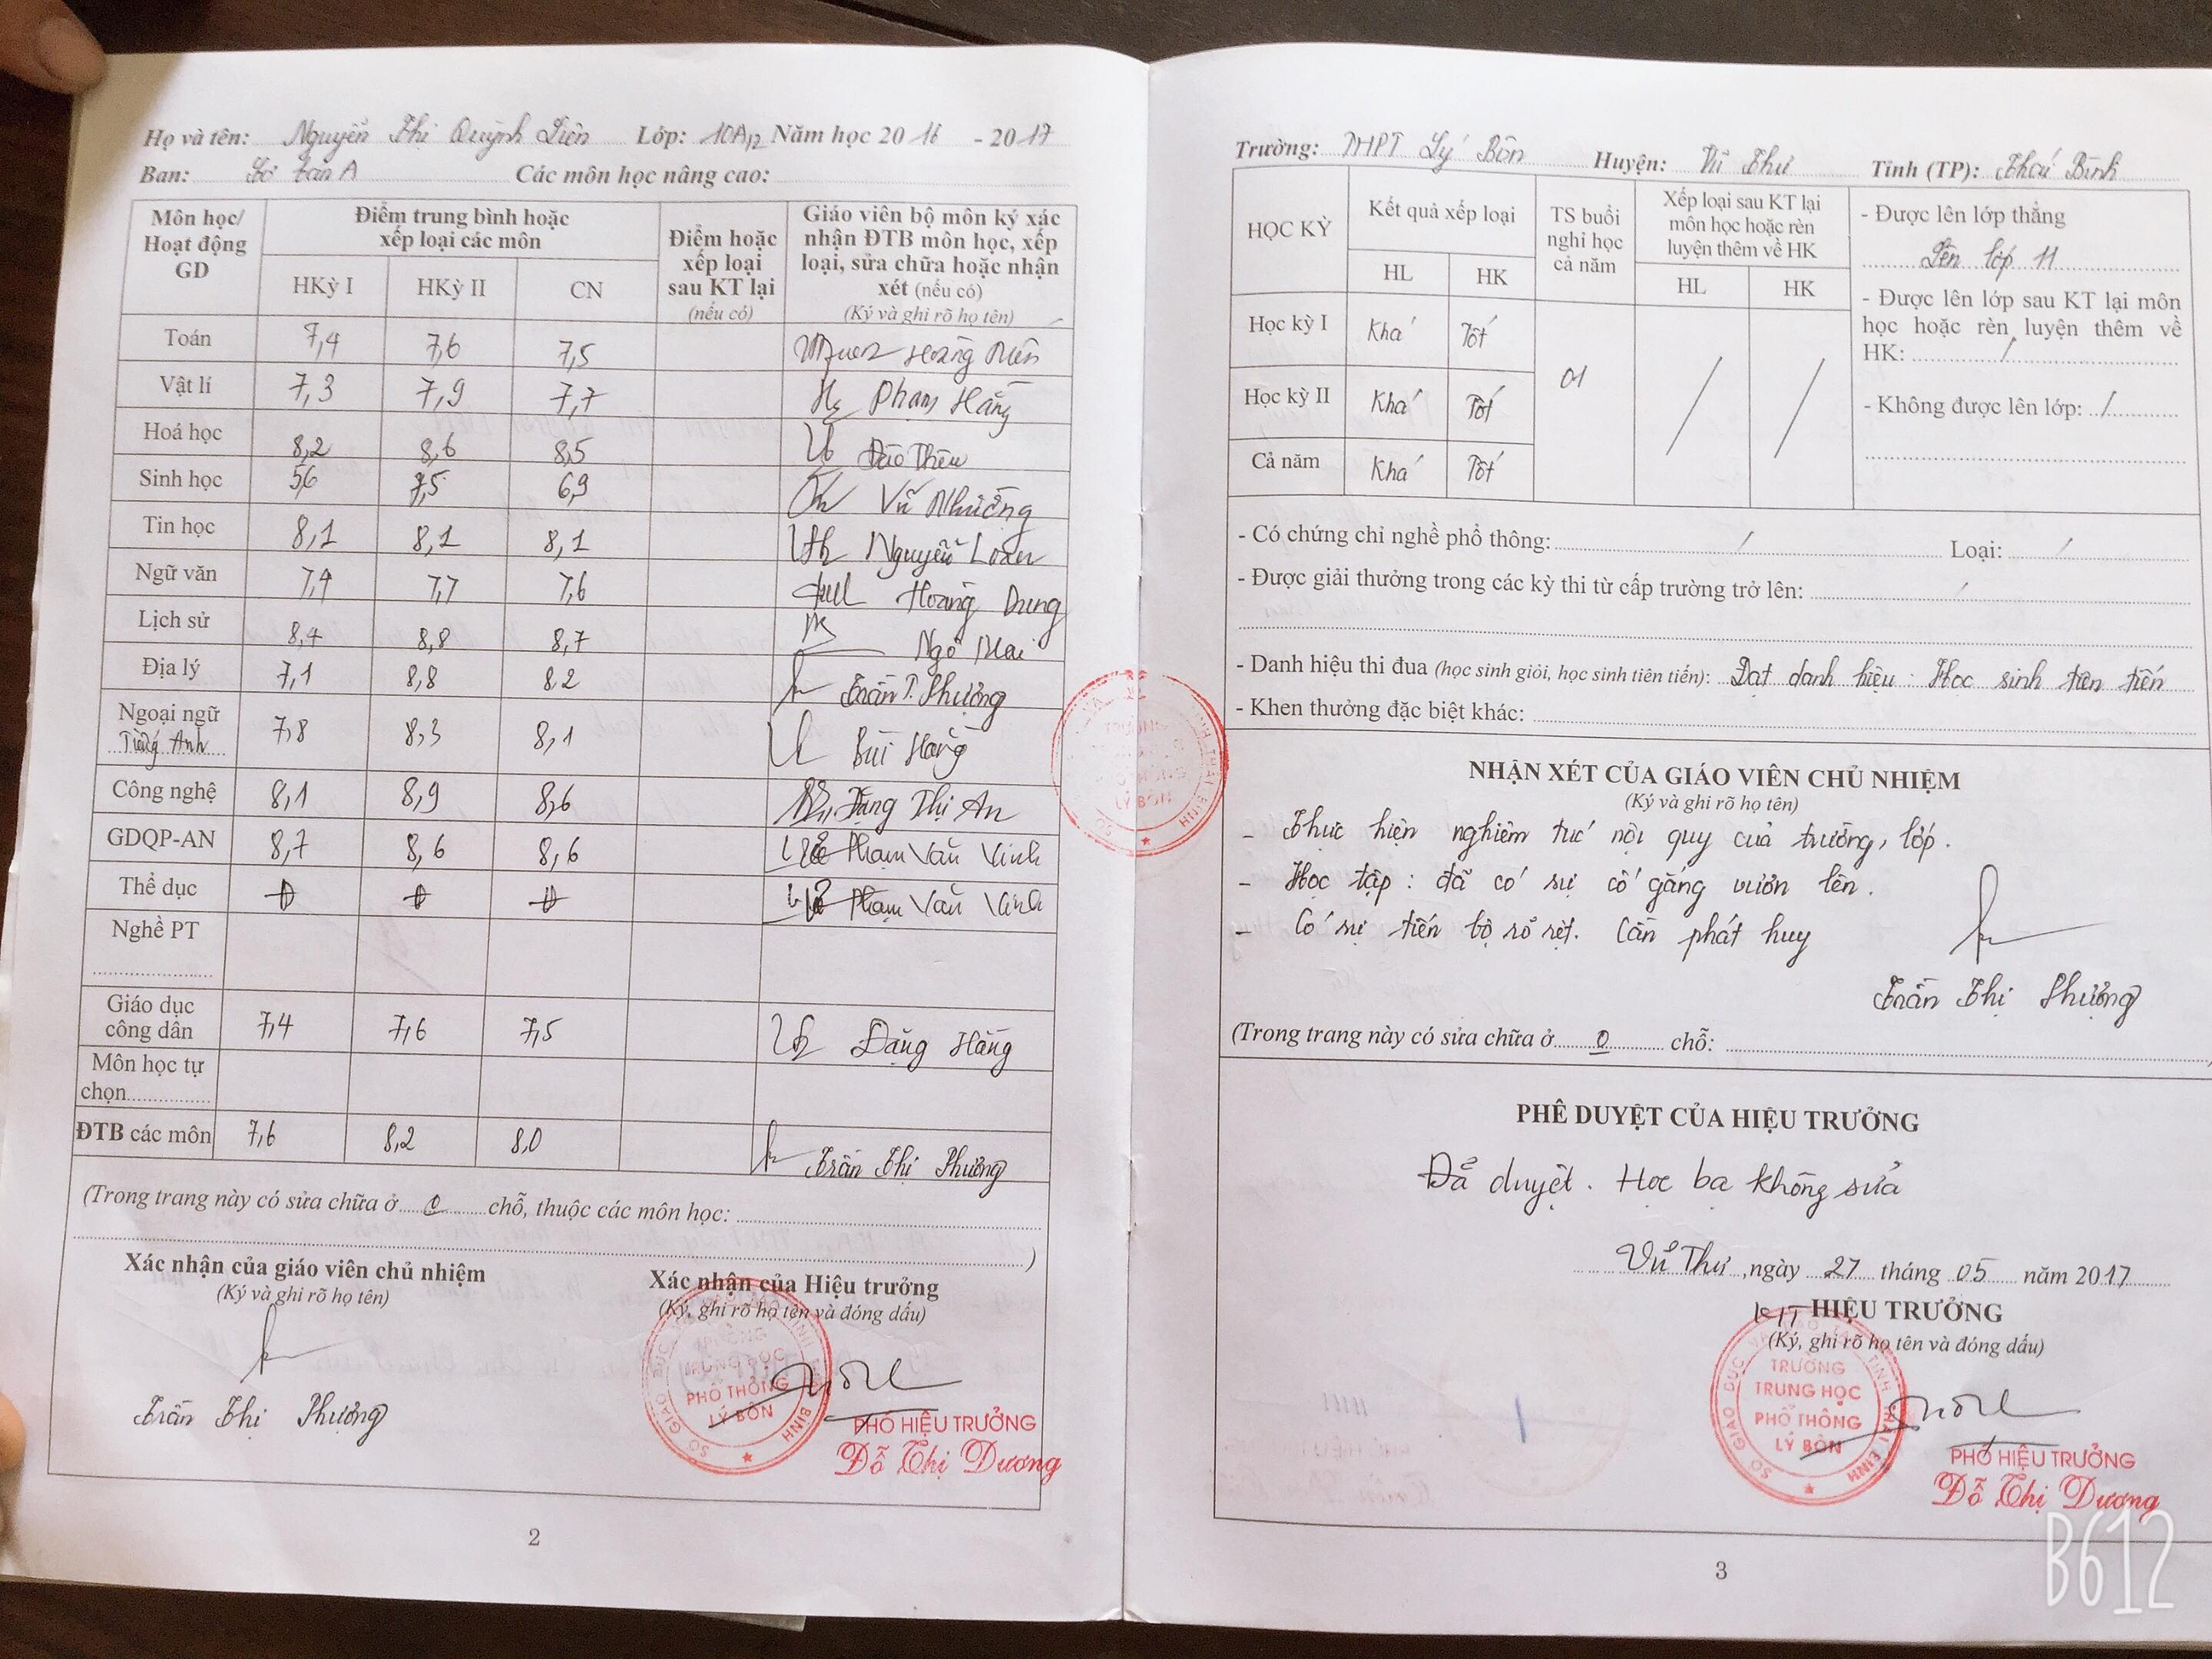 Họ và tên: Nguyễn Thị Quỳnh Liên Lớp: 10A12 Năm học 2016 - 2017
Ban: Cơ bản A Các môn học nâng cao:
Môn học/ Hoạt động GD
Điểm trung bình hoặc xếp loại các môn
HKỳ I HKỳ II CN
Điểm hoặc xếp loại sau KT lại (nếu có)
Giáo viên bộ môn ký xác nhận ĐTB môn học, xếp loại, sửa chữa hoặc nhận xét (nếu có)
(Ký và ghi rõ họ tên)
Toán 7,4 7,6 7,5 Hoàng
Vật lí 7,3 7,9 7,7 Phạm Hằng
Hoá học 8,2 8,6 8,5 Đào Thêu
Sinh học 5,6 7,5 6,9 Vũ Nhường
Tin học 8,1 8,1 8,1 Nguyễn Loan
Ngữ văn 7,4 7,7 7,6 Hoàng Dung
Lịch sử 8,4 8,8 8,7 Ngô Mai
Địa lý 7,1 8,8 8,2 Trần T. Phượng
Ngoại ngữ
Tiếng Anh 7,8 8,3 8,1 Bùi Hằng
Công nghệ 8,1 8,9 8,6 Đặng Thị An
GDQP-AN 8,7 8,6 8,6 Phạm Văn Vinh
Thể dục Đ Đ Đ Phạm Văn Vinh
Nghề PT
Giáo dục công dân 7,4 7,6 7,5 Đặng Hằng
Môn học tự chọn
ĐTB các môn 7,6 8,2 8,0 Trần Thị Phượng
(Trong trang này có sửa chữa ở 0 chỗ, thuộc các môn học:
)
Xác nhận của giáo viên chủ nhiệm
(Ký và ghi rõ họ tên)
Trần Thị Phượng
Xác nhận của Hiệu trưởng
(Ký, ghi rõ họ tên và đóng dấu)
PHỔ THÔNG
LÝ BÔN
PHÓ HIỆU TRƯỞNG
Đỗ Thị Dương
2
Trường: THPT Lý Bôn Huyện: Vũ Thư Tỉnh (TP): Thái Bình
HỌC KỲ
Kết quả xếp loại
HL HK
TS buổi nghỉ học cả năm
Xếp loại sau KT lại môn học hoặc rèn luyện thêm về HK
HL HK
Học kỳ I Khá Tốt
Học kỳ II Khá Tốt
Cả năm Khá Tốt
01
- Được lên lớp thẳng
Lên lớp 11
- Được lên lớp sau KT lại môn
học hoặc rèn luyện thêm về
HK: /
- Không được lên lớp: /
- Có chứng chỉ nghề phổ thông: / Loại: /
- Được giải thưởng trong các kỳ thi từ cấp trường trở lên: /
- Danh hiệu thi đua (học sinh giỏi, học sinh tiên tiến): Đạt danh hiệu: Học sinh tiên tiến
- Khen thưởng đặc biệt khác:
NHẬN XÉT CỦA GIÁO VIÊN CHỦ NHIỆM
(Ký và ghi rõ họ tên)
- Thực hiện nghiêm túc nội quy của trường, lớp.
- Học tập: đã có sự cố gắng vươn lên.
- Có sự tiến bộ rõ rệt. Cần phát huy
Trần Thị Phượng
(Trong trang này có sửa chữa ở 0 chỗ:
PHÊ DUYỆT CỦA HIỆU TRƯỞNG
Đã duyệt. Học bạ không sửa
Vũ Thư, ngày 27 tháng 05 năm 2017
KT HIỆU TRƯỞNG
(Ký, ghi rõ họ tên và đóng dấu)
TRƯỜNG
TRUNG HỌC
PHỔ THÔNG
LÝ BÔN
PHÓ HIỆU TRƯỞNG
Đỗ Thị Dương
3
B612